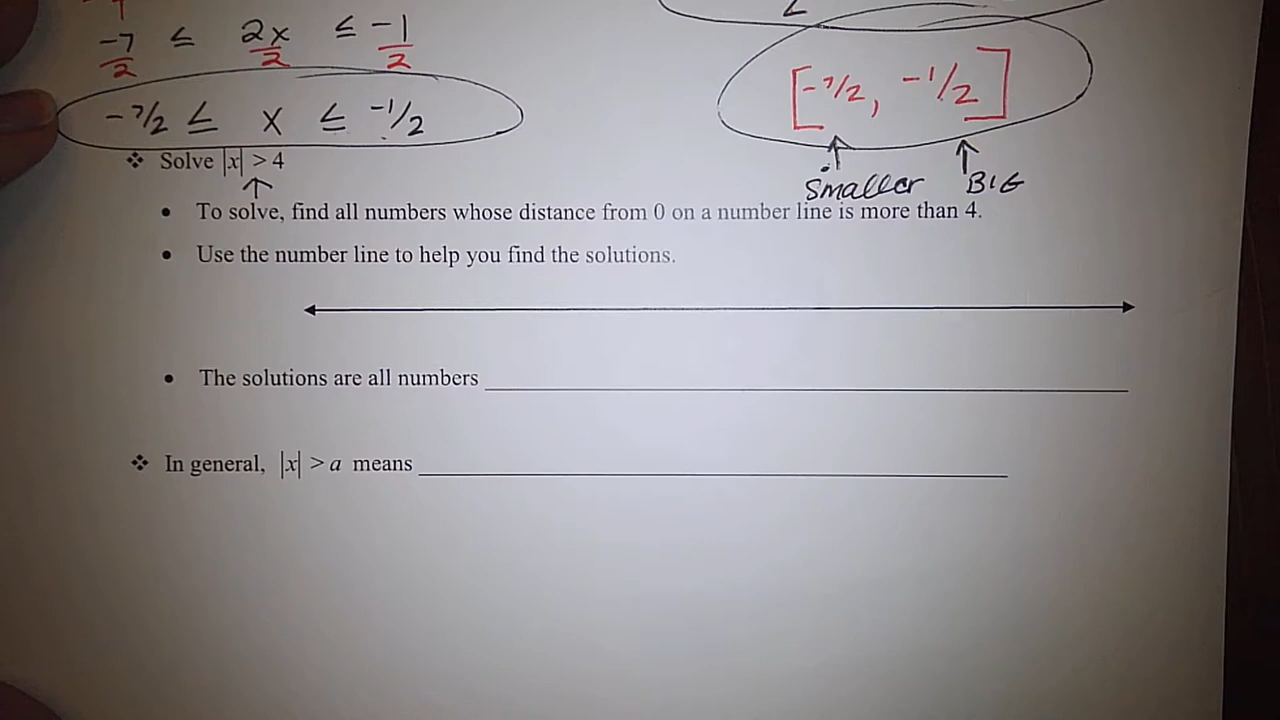 -7/2 ≤ 2x/2 ≤ -1/2
-7/2 ≤ x ≤ -1/2
[-7/2, -1/2]
Smaller BIG
❖ Solve |x| > 4
• To solve, find all numbers whose distance from 0 on a number line is more than 4.
• Use the number line to help you find the solutions.
• The solutions are all numbers
❖ In general, |x| > a means